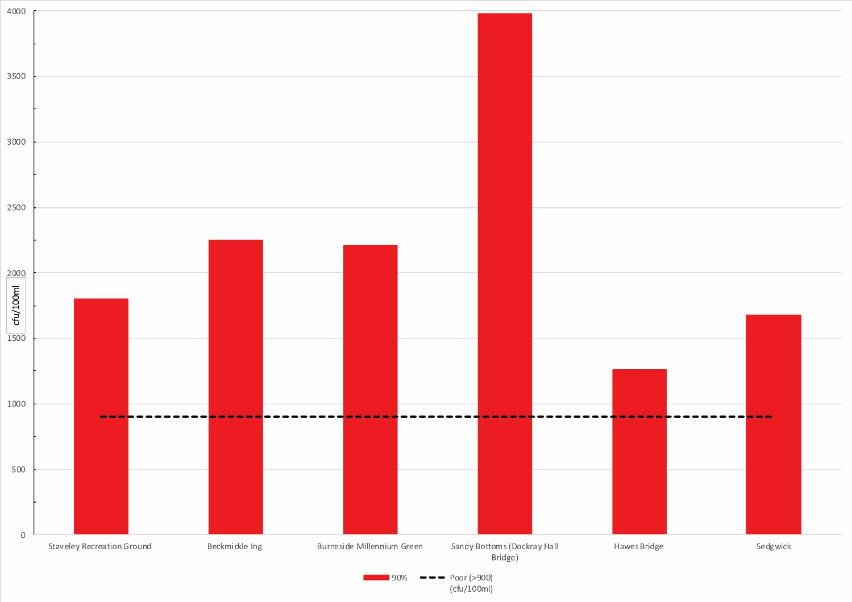 4000
3500
3000
2500
2000
1500
1000
500
0
cfu/100ml
Staveley Recreation Ground
Beckmickle Ing
Burneside Millennium Green
Sandy Bottoms (Dockray Hall
Bridge)
Hawes Bridge
Sedgwick
90%
Poor (>900)
(cfu/100ml)